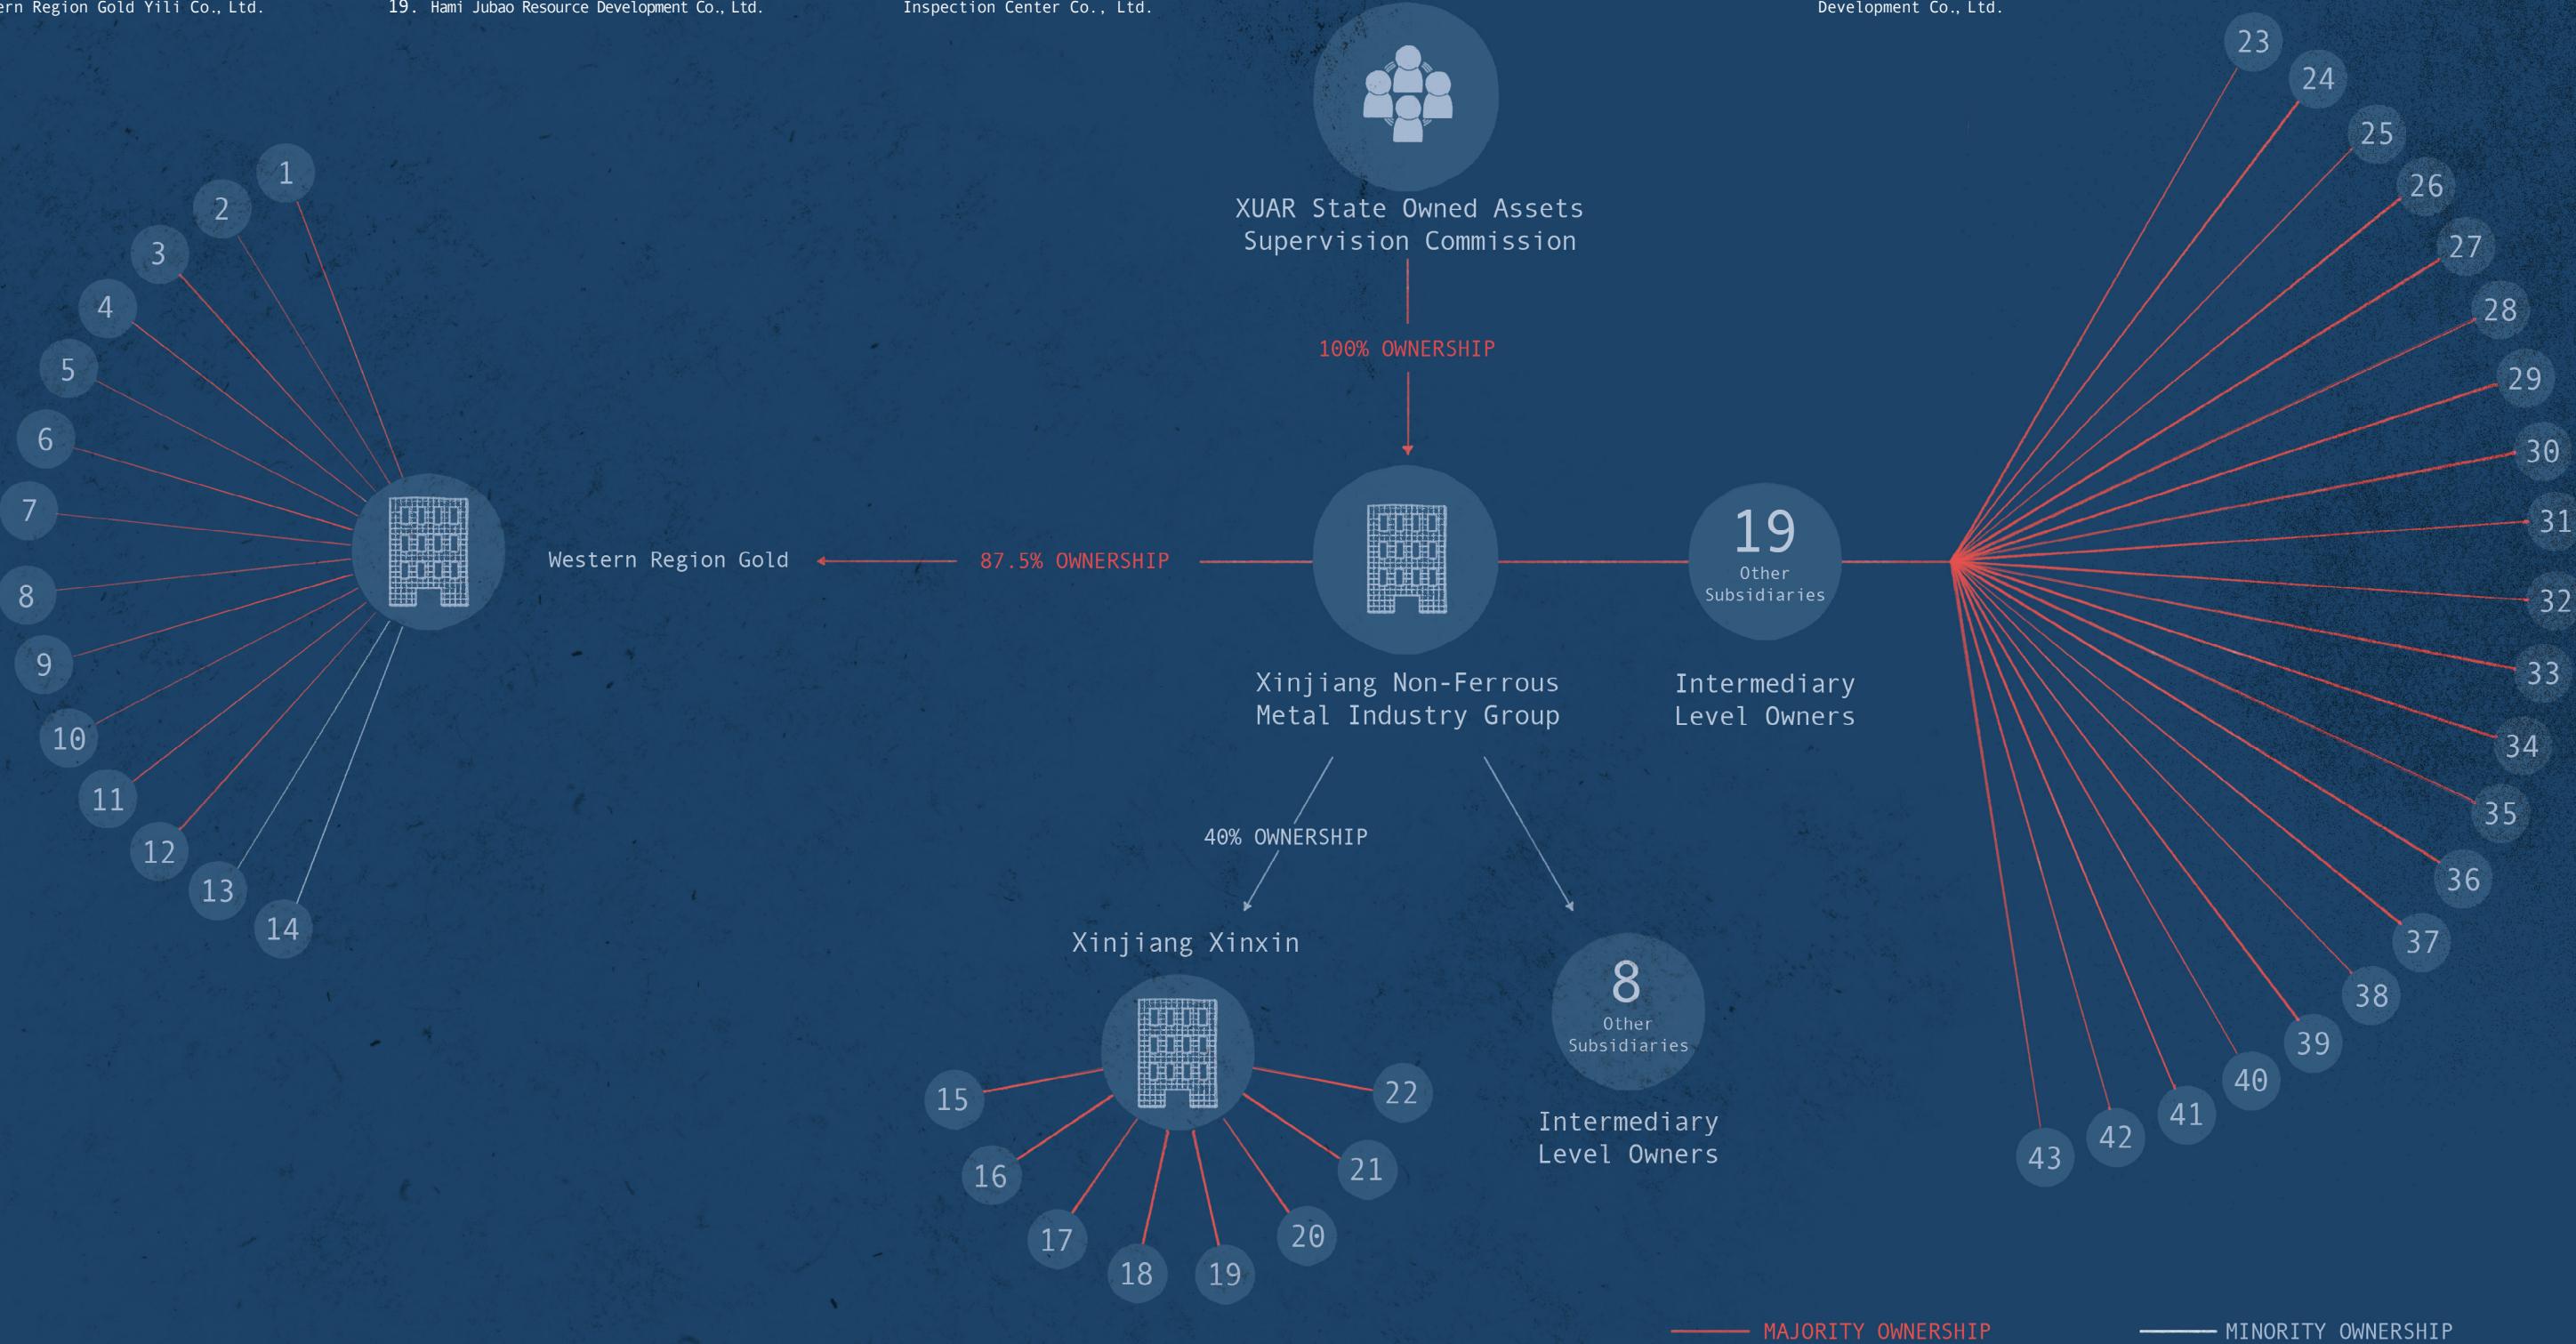 ern Region Gold Yili Co., Ltd.
19. Hami Jubao Resource Development Co., Ltd.
Inspection Center Co., Ltd.
Development Co., Ltd.
XUAR State Owned Assets
Supervision Commission
100% OWNERSHIP
1
2
3
4
5
6
7
8
9
10
11
12
13
14
Western Region Gold
87.5% OWNERSHIP
Xinjiang Non-Ferrous
Metal Industry Group
19
Other
Subsidiaries
Intermediary
Level Owners
23
24
25
26
27
28
29
30
31
32
33
34
35
36
37
38
39
40
41
42
43
40% OWNERSHIP
Xinjiang Xinxin
15
16
17
18
19
20
21
22
8
Other
Subsidiaries
Intermediary
Level Owners
MAJORITY OWNERSHIP
MINORITY OWNERSHIP